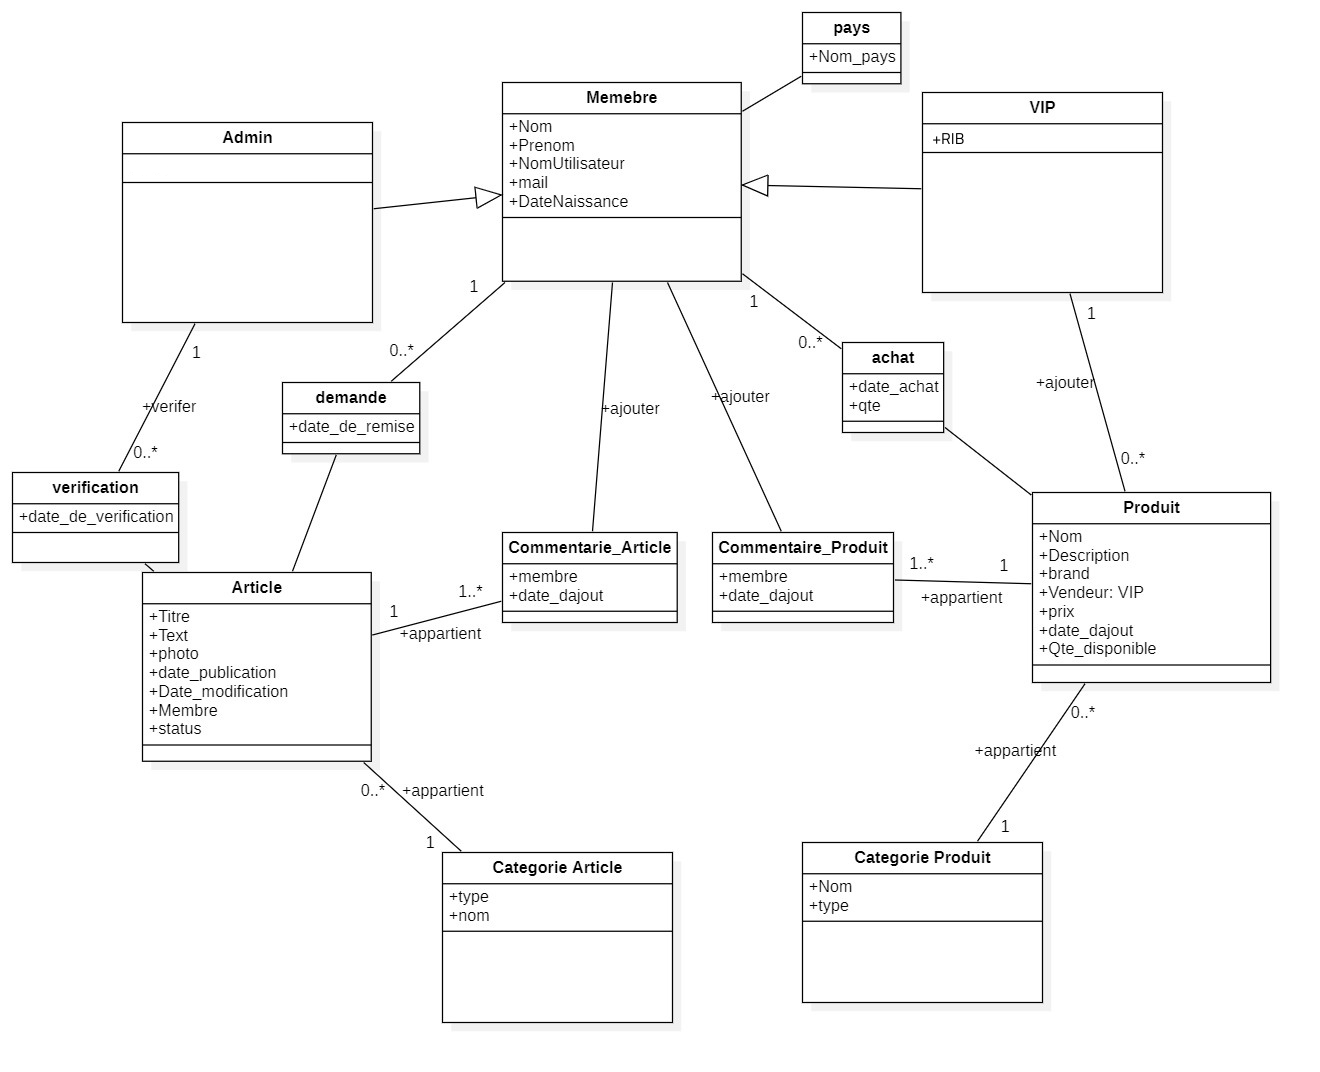 pays
+Nom_pays
Memebre
+Nom
+Prenom
+NomUtilisateur
+mail
+DateNaissance
VIP
+RIB
Admin
1
0..*
1
0..*
1
+verifer
0..*
1
+ajouter
0..*
demande
+date_de_remise
+ajouter
+ajouter
achat
+date_achat
+qte
verification
+date_de_verification
Commentarie_Article
+membre
+date_dajout
Commentaire_Produit
+membre
+date_dajout
Produit
+Nom
+Description
+brand
+Vendeur: VIP
+prix
+date_dajout
+Qte_disponible
1..*
1
+appartient
Article
+Titre
+Text
+photo
+date_publication
+Date_modification
+Membre
+status
1
1..*
+appartient
0..*
+appartient
1
0..*
+appartient
1
Categorie Article
+type
+nom
Categorie Produit
+Nom
+type